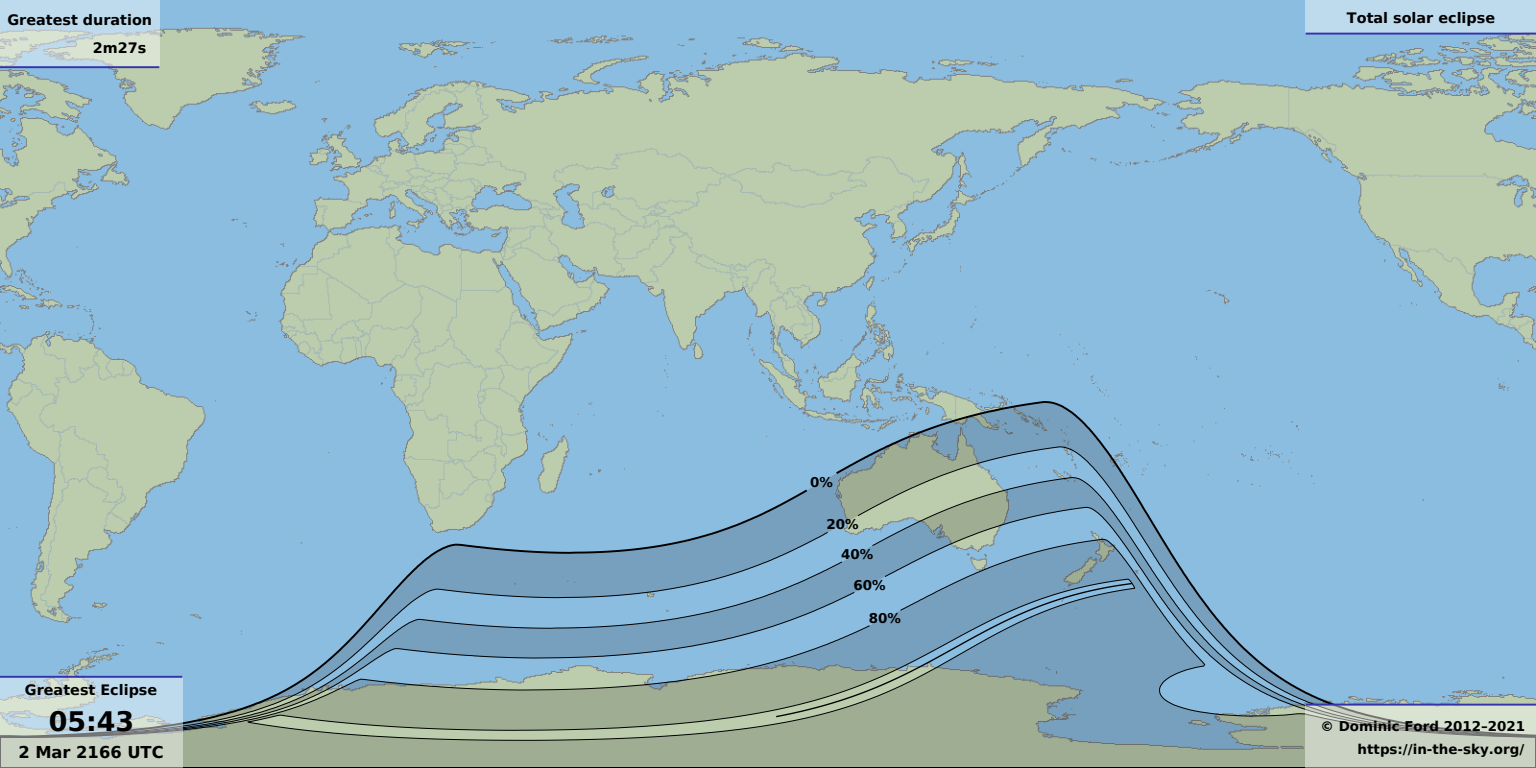 Greatest duration
2m27s
Total solar eclipse
0%
20%
40%
60%
80%
Greatest Eclipse
05:43
2 Mar 2166 UTC
© Dominic Ford 2012–2021
https://in-the-sky.org/